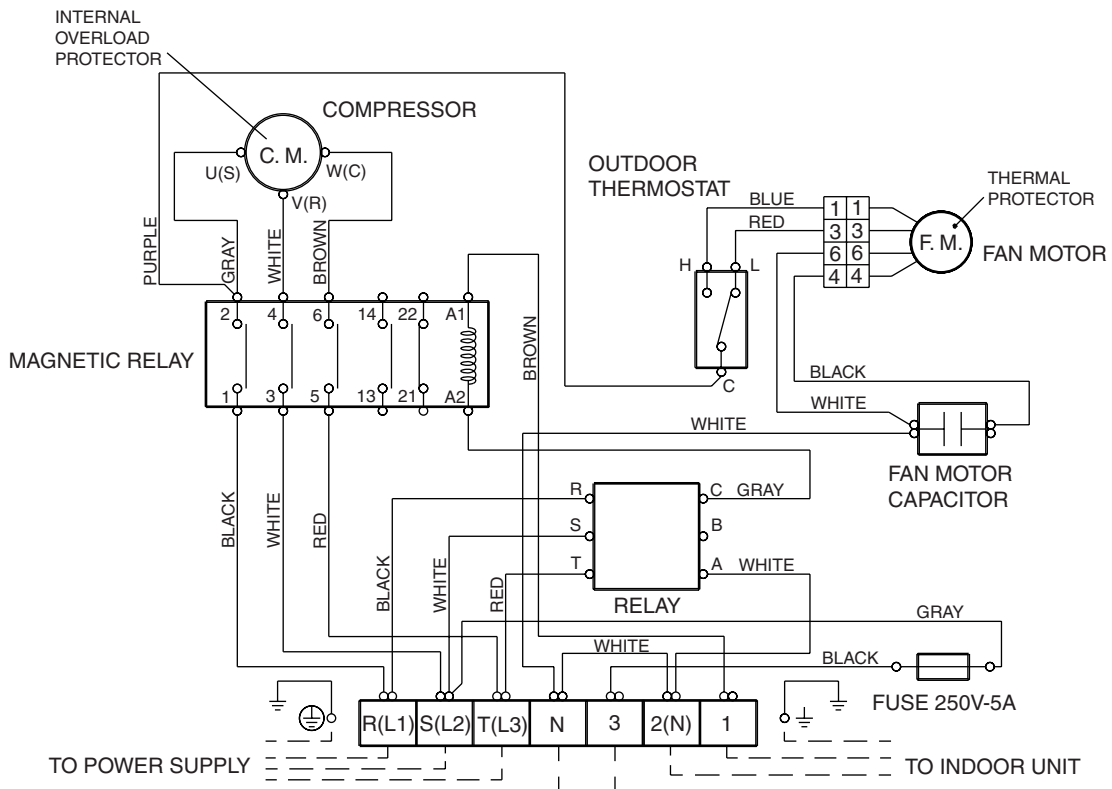 INTERNAL
OVERLOAD
PROTECTOR
COMPRESSOR
C. M.
U(S)
W(C)
V(R)
PURPLE
GRAY
WHITE
BROWN
OUTDOOR
THERMOSTAT
BLUE
RED
H
L
C
1 1
3 3
6 6
4 4
THERMAL
PROTECTOR
F. M.
FAN MOTOR
MAGNETIC RELAY
2 4 6 14 22 A1
1 3 5 13 21 A2
BROWN
BLACK
WHITE
WHITE
FAN MOTOR
CAPACITOR
BLACK
WHITE
RED
BLACK
WHITE
RED
R
S
T
C GRAY
B
A WHITE
RELAY
WHITE
GRAY
BLACK
FUSE 250V-5A
R(L1) S(L2) T(L3) N 3 2(N) 1
TO POWER SUPPLY
TO INDOOR UNIT